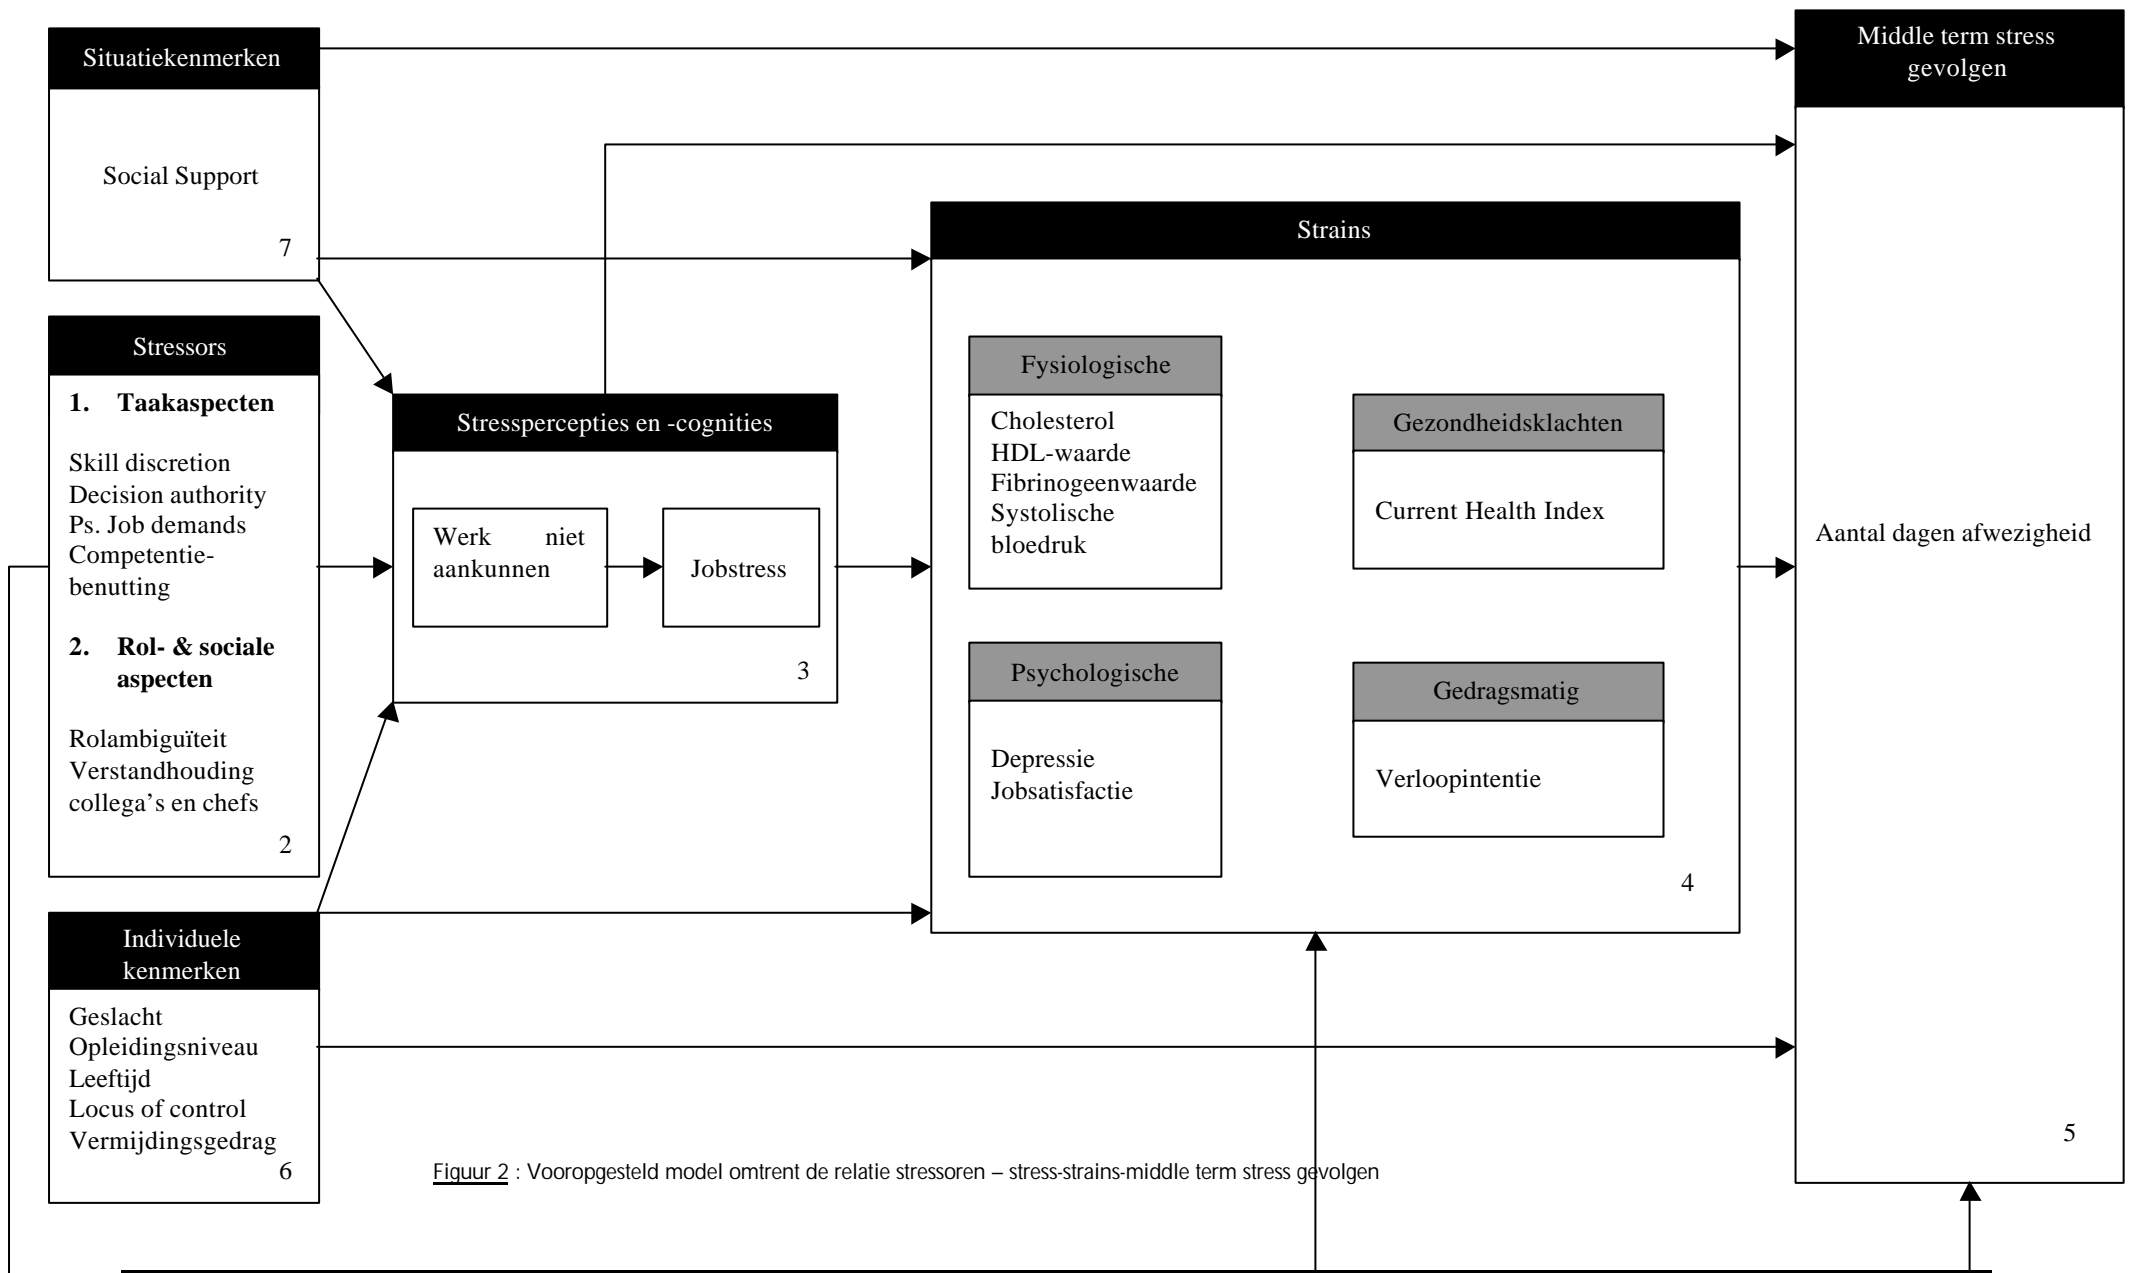 Situatiekenmerken
Social Support
7
Stressors
1. Taakaspecten
Skill discretion
Decision authority
Ps. Job demands
Competentie-
benutting
2. Rol- & sociale
aspecten
Rolambiguïteit
Verstandhouding
collega's en chefs
2
Individuele
kenmerken
Geslacht
Opleidingsniveau
Leeftijd
Locus of control
Vermijdingsgedrag
6
Stresspercepties en -cognities
Werk niet
aankunnen
Jobstress
3
Strains
Fysiologische
Cholesterol
HDL-waarde
Fibrinogeenwaarde
Systolische
bloedruk
Gezondheidsklachten
Current Health Index
Psychologische
Depressie
Jobsatisfactie
Gedragsmatig
Verloopintentie
4
Middle term stress
gevolgen
Aantal dagen afwezigheid
5
Figuur 2 : Vooropgesteld model omtrent de relatie stressoren – stress-strains-middle term stress gevolgen